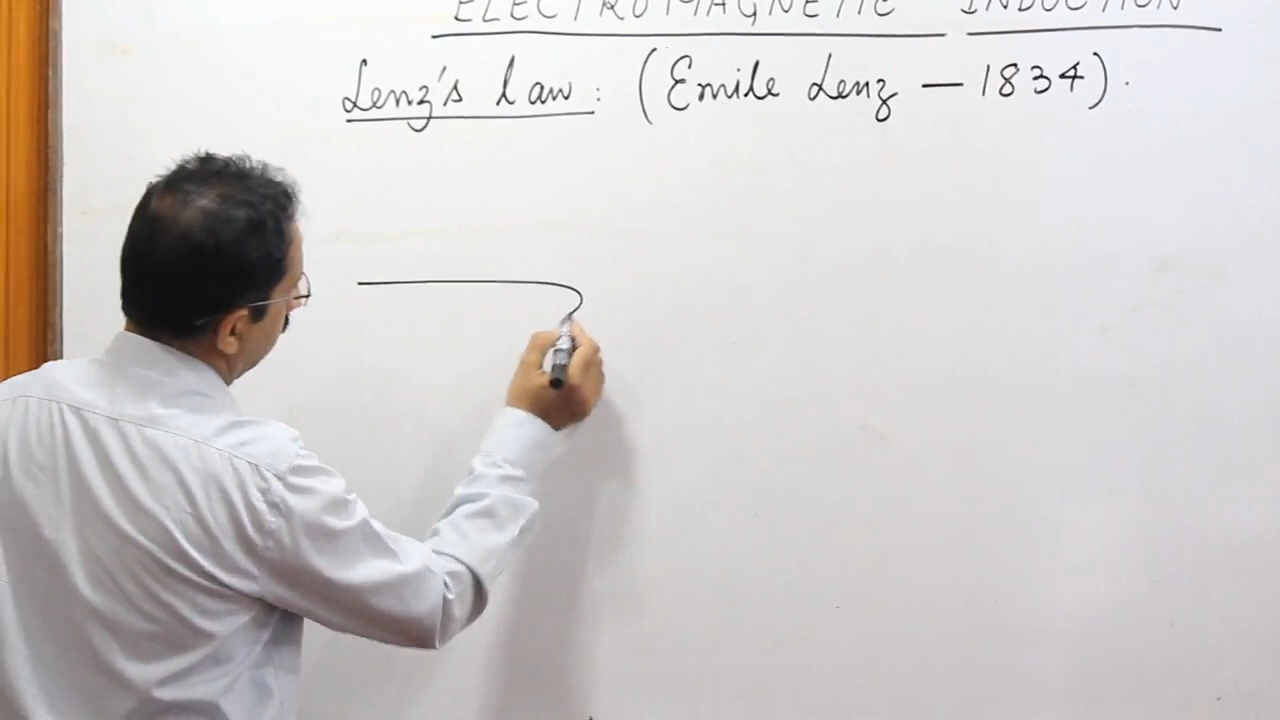 ELECTROMAGNETIC INDUCTION
Lenz's law : (Emile Lenz — 1834).